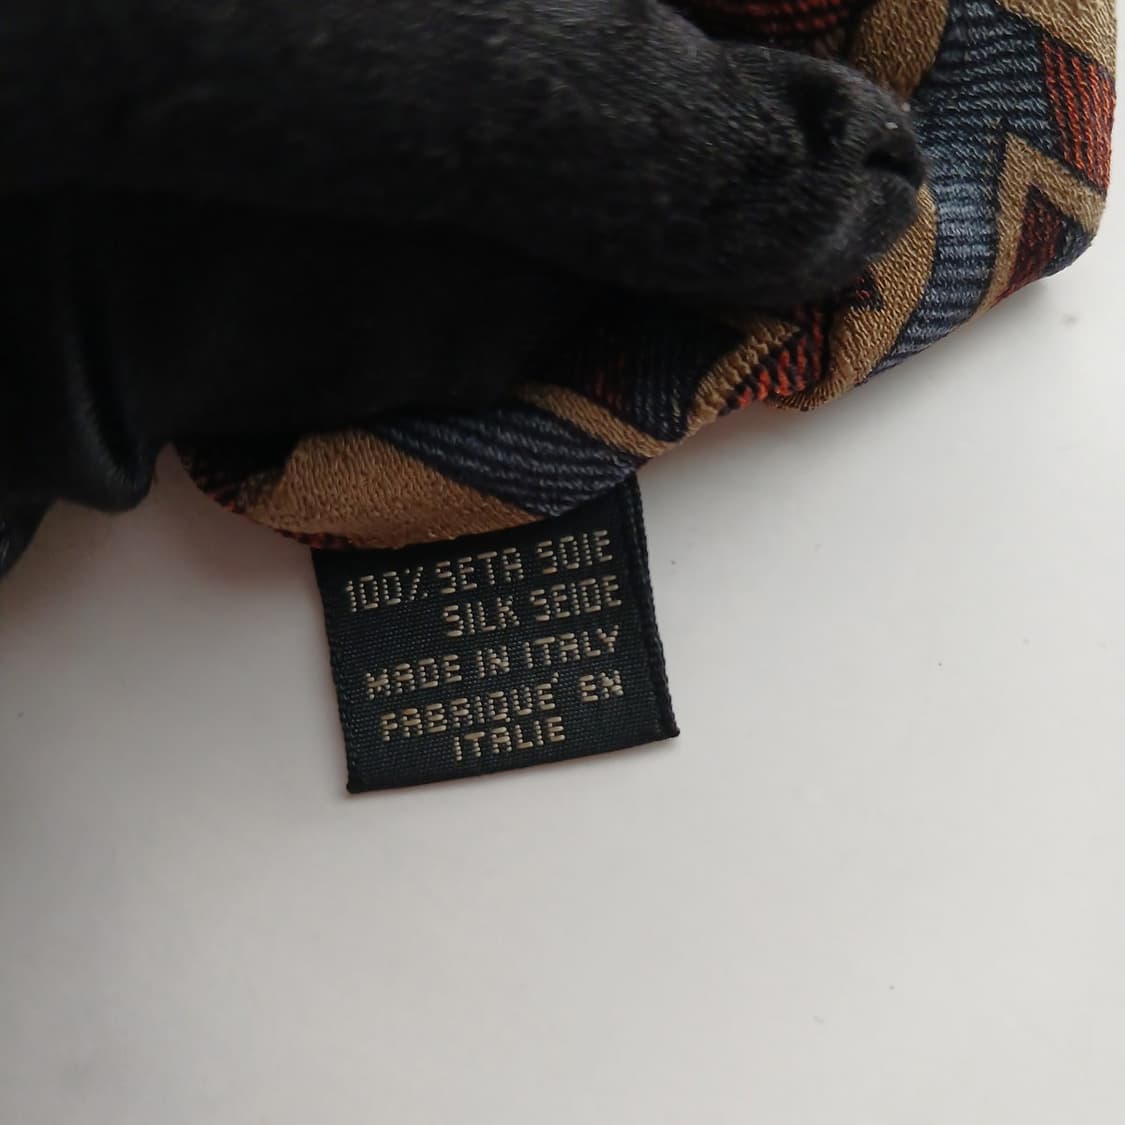 100% SETA SOIE
SILK SEIDE
MADE IN ITALY
FABRIQUE' EN
ITALIE